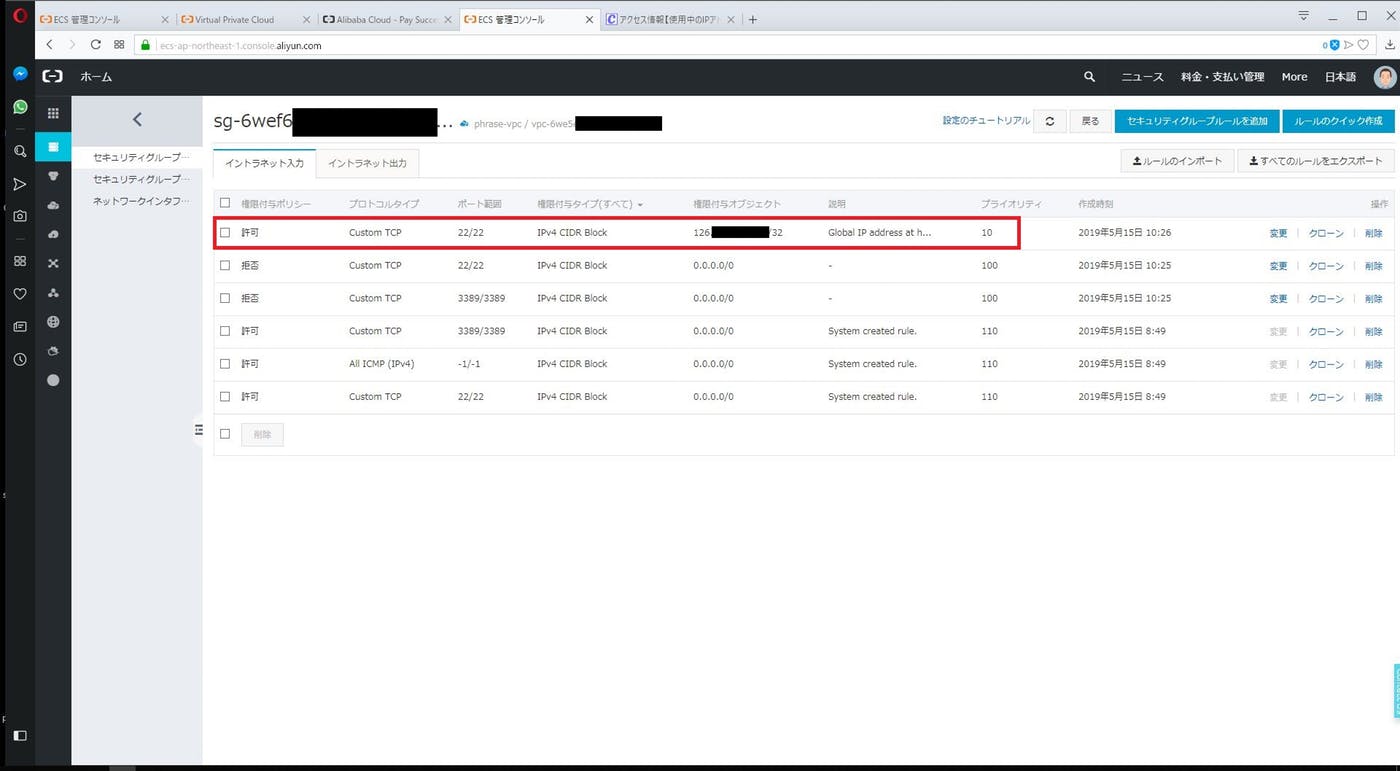 ECS 管理コンソール
Virtual Private Cloud
Alibaba Cloud - Pay Succe
ECS 管理コンソール
アクセス情報【使用中のIPア
ecs-ap-northeast-1.console.aliyun.com
0
ホーム
ニュース 料金・支払い管理 More 日本語
セキュリティグループ…
セキュリティグループ…
ネットワークインタフ…
sg-6wef6 ... phrase-vpc / vpc-6we5
設定のチュートリアル 戻る セキュリティグループルールを追加 ルールのクイック作成
イントラネット入力 イントラネット出力
ルールのインポート すべてのルールをエクスポート
権限付与ポリシー プロトコルタイプ ポート範囲 権限付与タイプ(すべて) 権限付与オブジェクト 説明 プライオリティ 作成時刻 操作
許可 Custom TCP 22/22 IPv4 CIDR Block 126. /32 Global IP address at h... 10 2019年5月15日 10:26 変更 クローン 削除
拒否 Custom TCP 22/22 IPv4 CIDR Block 0.0.0.0/0 - 100 2019年5月15日 10:25 変更 クローン 削除
拒否 Custom TCP 3389/3389 IPv4 CIDR Block 0.0.0.0/0 - 100 2019年5月15日 10:25 変更 クローン 削除
許可 Custom TCP 3389/3389 IPv4 CIDR Block 0.0.0.0/0 System created rule. 110 2019年5月15日 8:49 変更 クローン 削除
許可 All ICMP (IPv4) -1/-1 IPv4 CIDR Block 0.0.0.0/0 System created rule. 110 2019年5月15日 8:49 変更 クローン 削除
許可 Custom TCP 22/22 IPv4 CIDR Block 0.0.0.0/0 System created rule. 110 2019年5月15日 8:49 変更 クローン 削除
削除